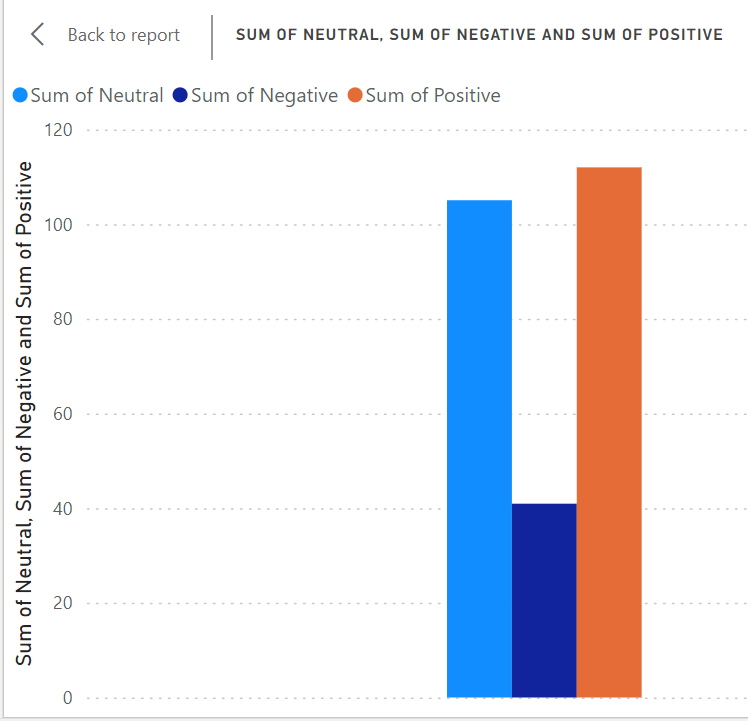 Back to report
SUM OF NEUTRAL, SUM OF NEGATIVE AND SUM OF POSITIVE
Sum of Neutral Sum of Negative Sum of Positive
Sum of Neutral, Sum of Negative and Sum of Positive
120
100
80
60
40
20
0